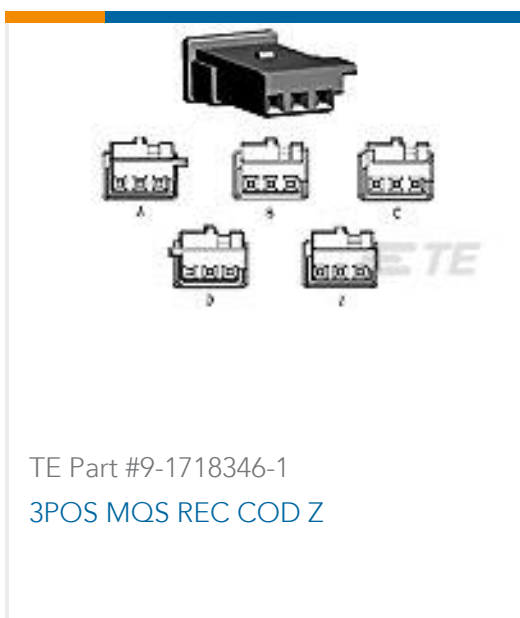 A B C
D Z
TE
TE Part #9-1718346-1
3POS MQS REC COD Z